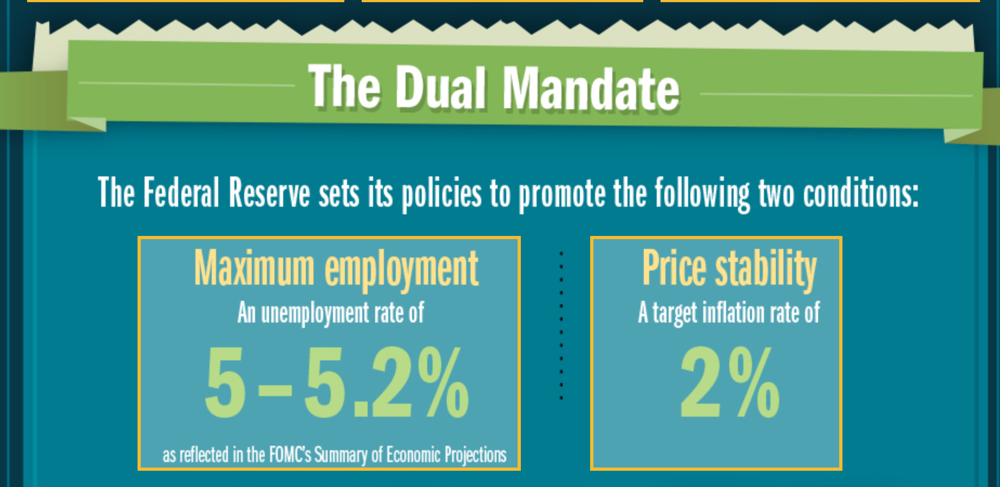 The Dual Mandate
The Federal Reserve sets its policies to promote the following two conditions:
Maximum employment
An unemployment rate of
5–5.2%
as reflected in the FOMC's Summary of Economic Projections
Price stability
A target inflation rate of
2%